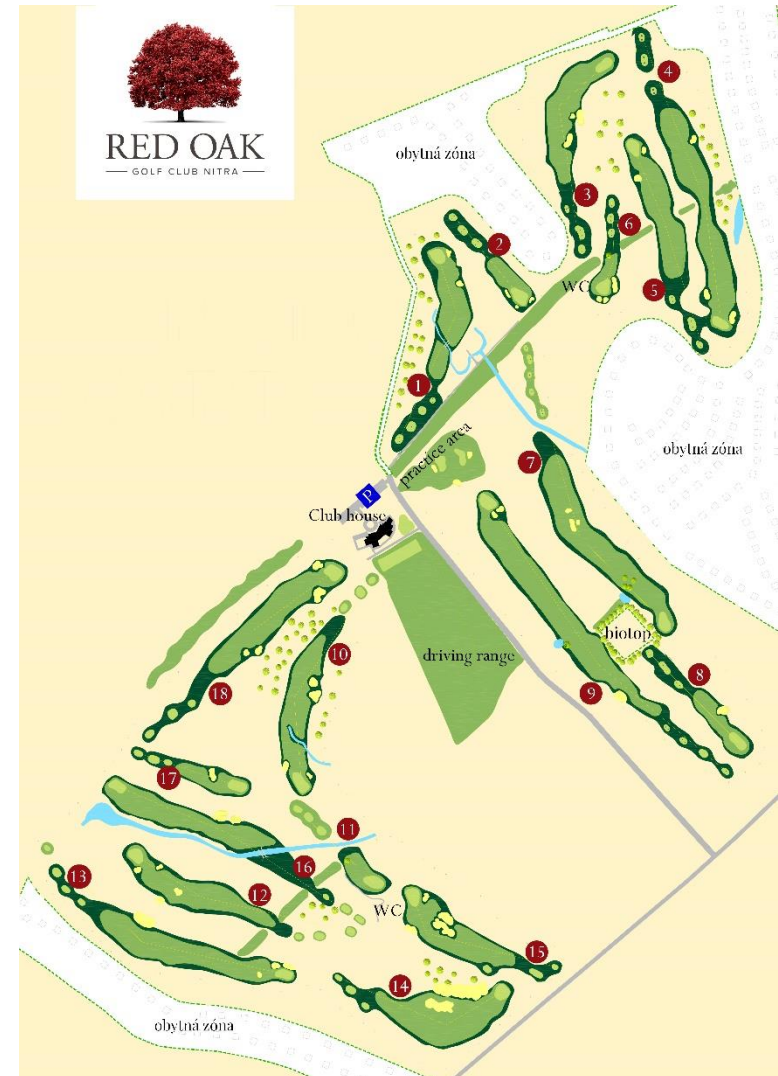 RED OAK
GOLF CLUB NITRA
obytná zóna
4
3
6
2
WC
5
1
obytná zóna
7
practice area
P
Club house
biotop
driving range
10
8
18
9
17
11
16
13
12
WC
15
14
obytná zóna